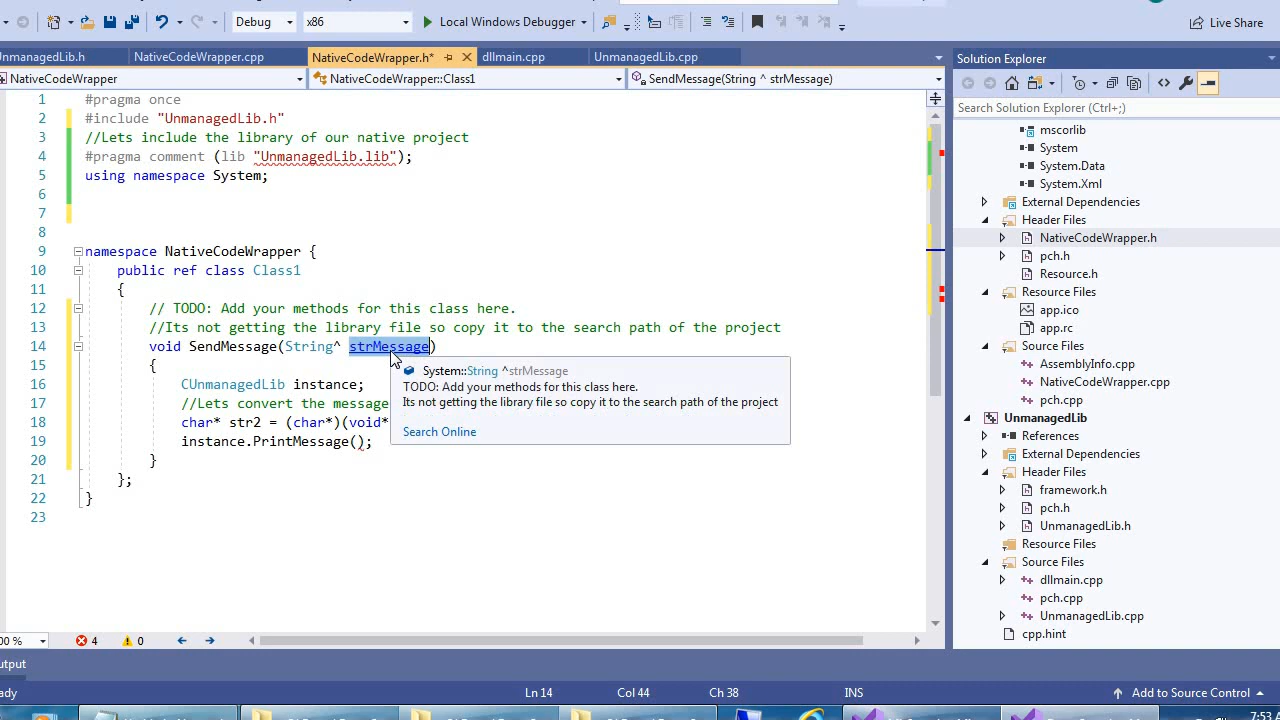 Debug
x86
Local Windows Debugger
Live Share
NativeCodeWrapper.cpp
NativeCodeWrapper.h*
dllmain.cpp
UnmanagedLib.cpp
NativeCodeWrapper
NativeCodeWrapper::Class1
SendMessage(String ^ strMessage)
1 #pragma once
2 #include "UnmanagedLib.h"
3 //Lets include the library of our native project
4 #pragma comment (lib "UnmanagedLib.lib");
5 using namespace System;
6
7
8
9 namespace NativeCodeWrapper {
10 public ref class Class1
11 {
12 // TODO: Add your methods for this class here.
13 //Its not getting the library file so copy it to the search path of the project
14 void SendMessage(String^ strMessage)
15 {
16 CUnmanagedLib instance;
17 //Lets convert the message
18 char* str2 = (char*)(void*
19 instance.PrintMessage();
20 }
21 };
22 }
23
System::String ^strMessage
TODO: Add your methods for this class here.
Its not getting the library file so copy it to the search path of the project
Search Online
4
0
Ln 14
Col 44
Ch 38
INS
Add to Source Control
Solution Explorer
Search Solution Explorer (Ctrl+;)
mscorlib
System
System.Data
System.Xml
External Dependencies
Header Files
NativeCodeWrapper.h
pch.h
Resource.h
Resource Files
app.ico
app.rc
Source Files
AssemblyInfo.cpp
NativeCodeWrapper.cpp
pch.cpp
UnmanagedLib
References
External Dependencies
Header Files
framework.h
pch.h
UnmanagedLib.h
Resource Files
Source Files
dllmain.cpp
pch.cpp
UnmanagedLib.cpp
cpp.hint